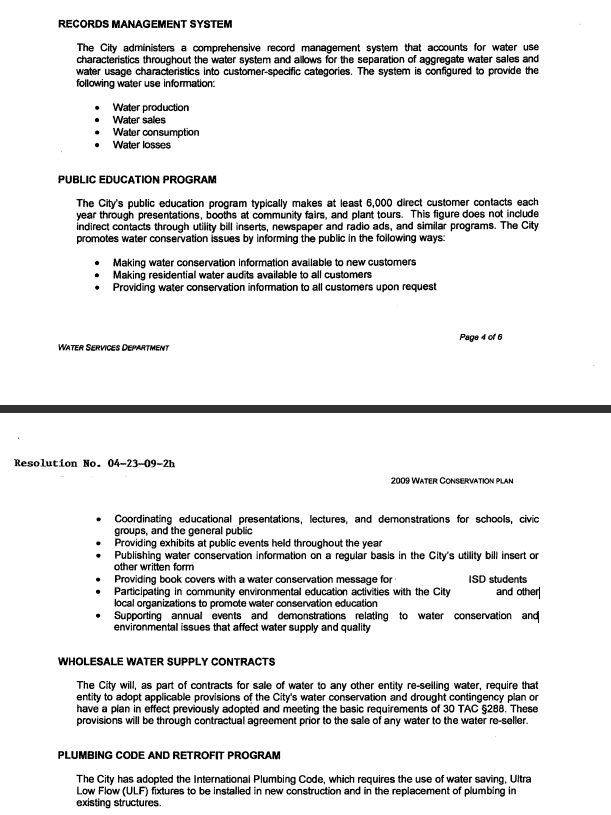 RECORDS MANAGEMENT SYSTEM
The City administers a comprehensive record management system that accounts for water use
characteristics throughout the water system and allows for the separation of aggregate water sales and
water usage characteristics into customer-specific categories. The system is configured to provide the
following water use information:
• Water production
• Water sales
• Water consumption
• Water losses
PUBLIC EDUCATION PROGRAM
The City's public education program typically makes at least 6,000 direct customer contacts each
year through presentations, booths at community fairs, and plant tours. This figure does not include
indirect contacts through utility bill inserts, newspaper and radio ads, and similar programs. The City
promotes water conservation issues by informing the public in the following ways:
• Making water conservation information available to new customers
• Making residential water audits available to all customers
• Providing water conservation information to all customers upon request
Page 4 of 6
WATER SERVICES DEPARTMENT
Resolution No. 04-23-09-2h
2009 WATER CONSERVATION PLAN
• Coordinating educational presentations, lectures, and demonstrations for schools, civic
groups, and the general public
• Providing exhibits at public events held throughout the year
• Publishing water conservation information on a regular basis in the City's utility bill insert or
other written form
• Providing book covers with a water conservation message for ISD students
• Participating in community environmental education activities with the City and other
local organizations to promote water conservation education
• Supporting annual events and demonstrations relating to water conservation and
environmental issues that affect water supply and quality
WHOLESALE WATER SUPPLY CONTRACTS
The City will, as part of contracts for sale of water to any other entity re-selling water, require that
entity to adopt applicable provisions of the City's water conservation and drought contingency plan or
have a plan in effect previously adopted and meeting the basic requirements of 30 TAC §288. These
provisions will be through contractual agreement prior to the sale of any water to the water re-seller.
PLUMBING CODE AND RETROFIT PROGRAM
The City has adopted the International Plumbing Code, which requires the use of water saving, Ultra
Low Flow (ULF) fixtures to be installed in new construction and in the replacement of plumbing in
existing structures.